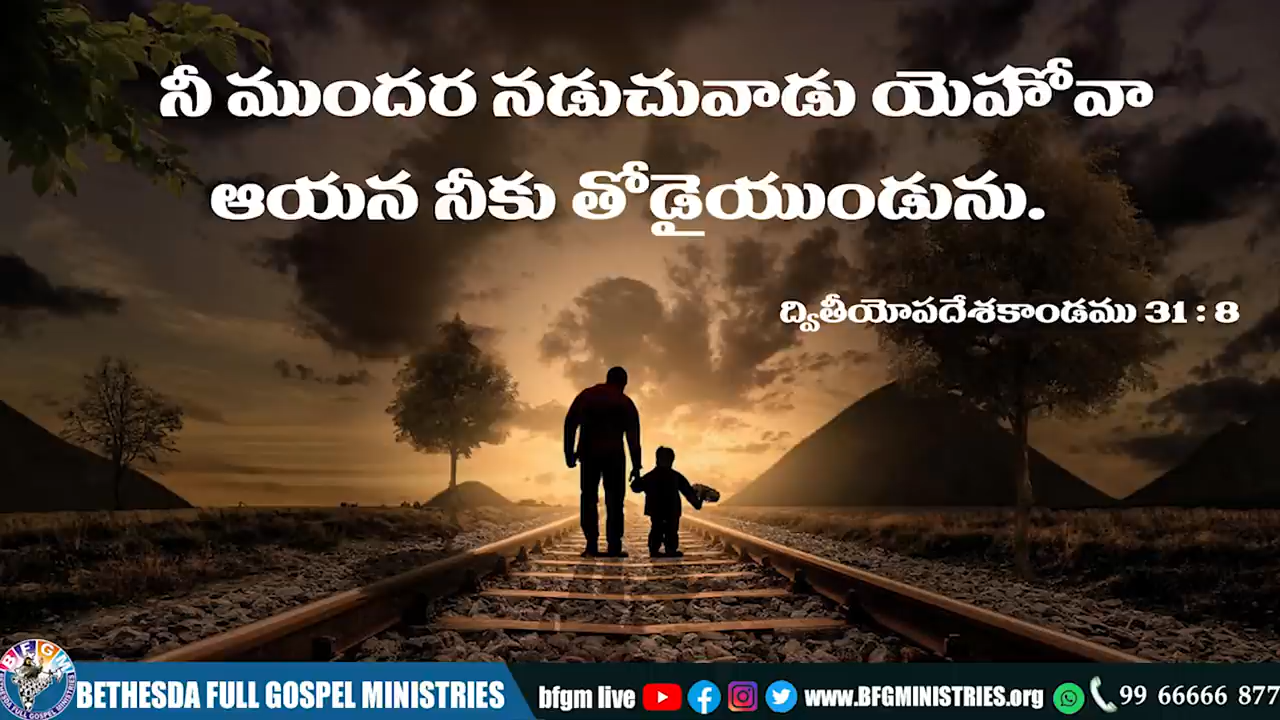 నీ ముందర నడుచువాడు యెహోవా
ఆయన నీకు తోడైయుండును.
ద్వితీయోపదేశకాండము 31 : 8
BFGM
BETHESDA FULL GOSPEL MINISTRIES
bfgm live
www.BFGMINISTRIES.org
99 66666 877